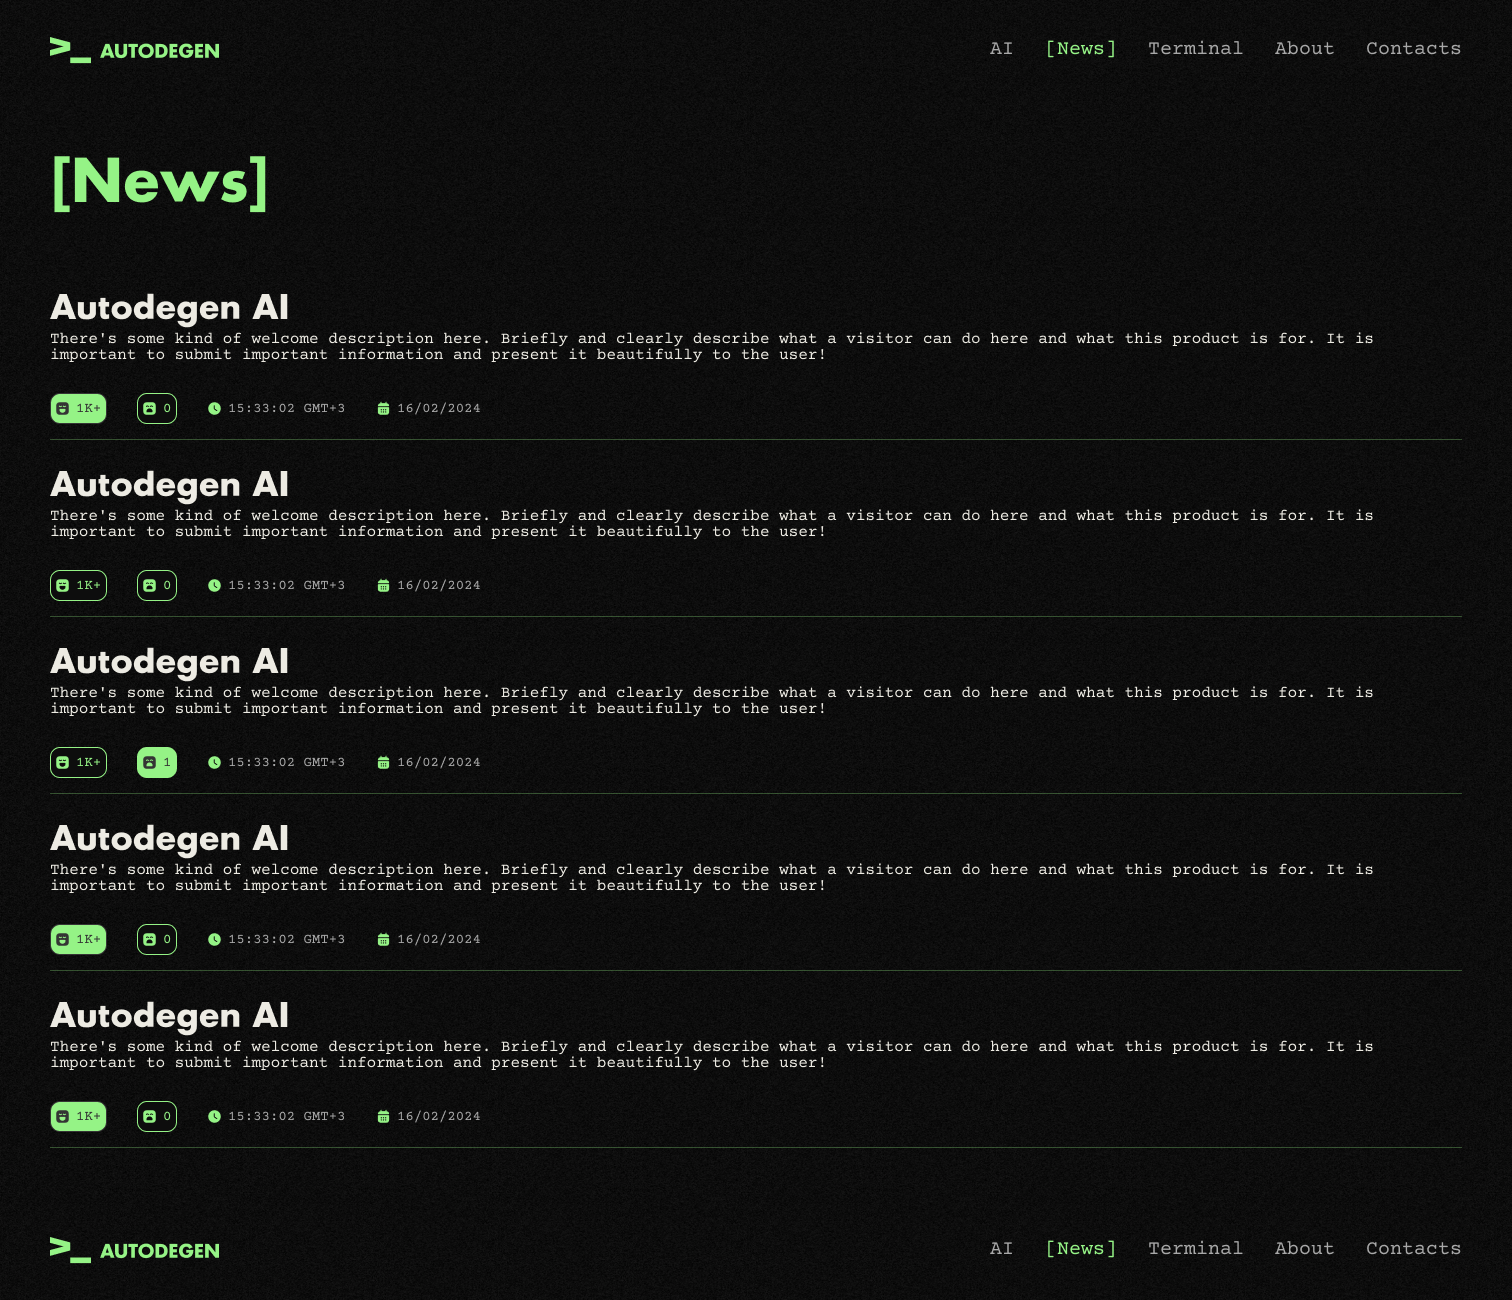 >_ AUTODEGEN
AI [News] Terminal About Contacts
[News]
Autodegen AI
There's some kind of welcome description here. Briefly and clearly describe what a visitor can do here and what this product is for. It is
important to submit important information and present it beautifully to the user!
1K+ 0 15:33:02 GMT+3 16/02/2024
Autodegen AI
There's some kind of welcome description here. Briefly and clearly describe what a visitor can do here and what this product is for. It is
important to submit important information and present it beautifully to the user!
1K+ 0 15:33:02 GMT+3 16/02/2024
Autodegen AI
There's some kind of welcome description here. Briefly and clearly describe what a visitor can do here and what this product is for. It is
important to submit important information and present it beautifully to the user!
1K+ 1 15:33:02 GMT+3 16/02/2024
Autodegen AI
There's some kind of welcome description here. Briefly and clearly describe what a visitor can do here and what this product is for. It is
important to submit important information and present it beautifully to the user!
1K+ 0 15:33:02 GMT+3 16/02/2024
Autodegen AI
There's some kind of welcome description here. Briefly and clearly describe what a visitor can do here and what this product is for. It is
important to submit important information and present it beautifully to the user!
1K+ 0 15:33:02 GMT+3 16/02/2024
>_ AUTODEGEN
AI [News] Terminal About Contacts